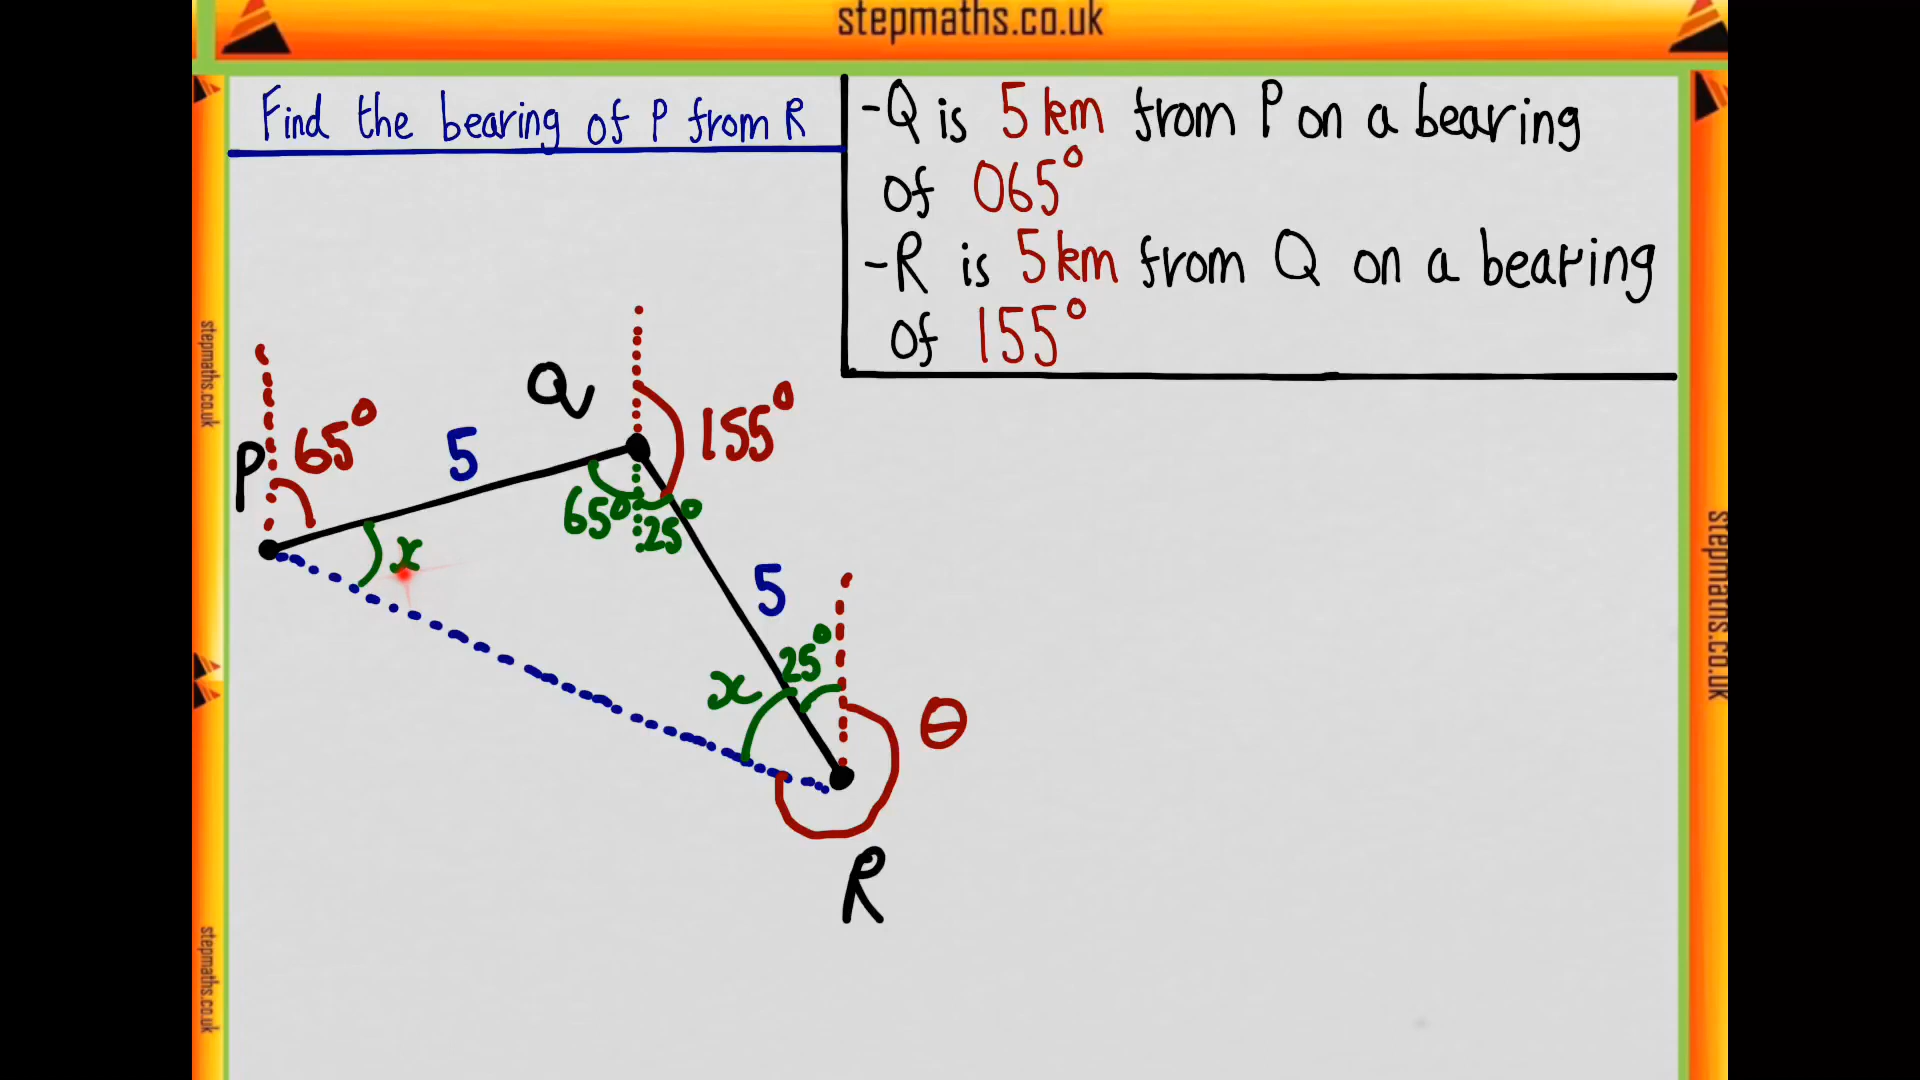 stepmaths.co.uk
Find the bearing of P from R
-Q is 5 km from P on a bearing
of 065°
-R is 5km from Q on a bearing
of 155°
stepmaths.co.uk
Q
P
65°
5
155°
65°
25°
x
stepmaths.co.uk
5
25°
x
θ
R
stepmaths.co.uk